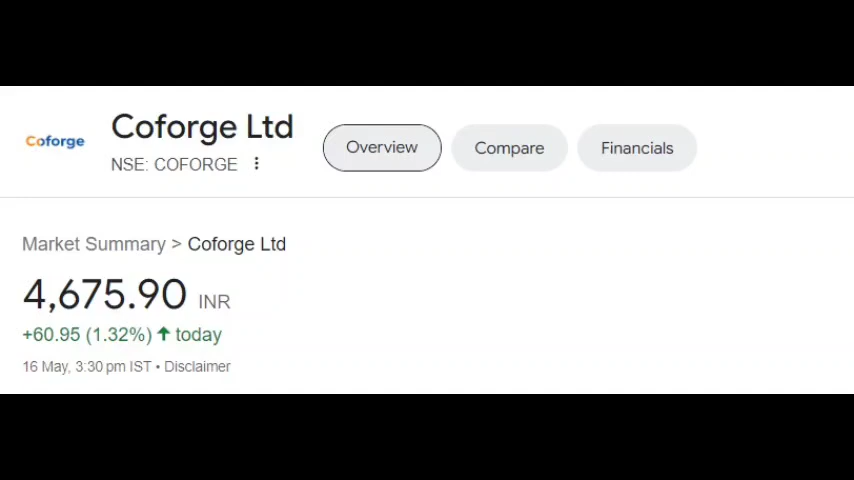 Coforge
Coforge Ltd
NSE: COFORGE
Overview
Compare
Financials
Market Summary > Coforge Ltd
4,675.90 INR
+60.95 (1.32%) ↑ today
16 May, 3:30 pm IST • Disclaimer